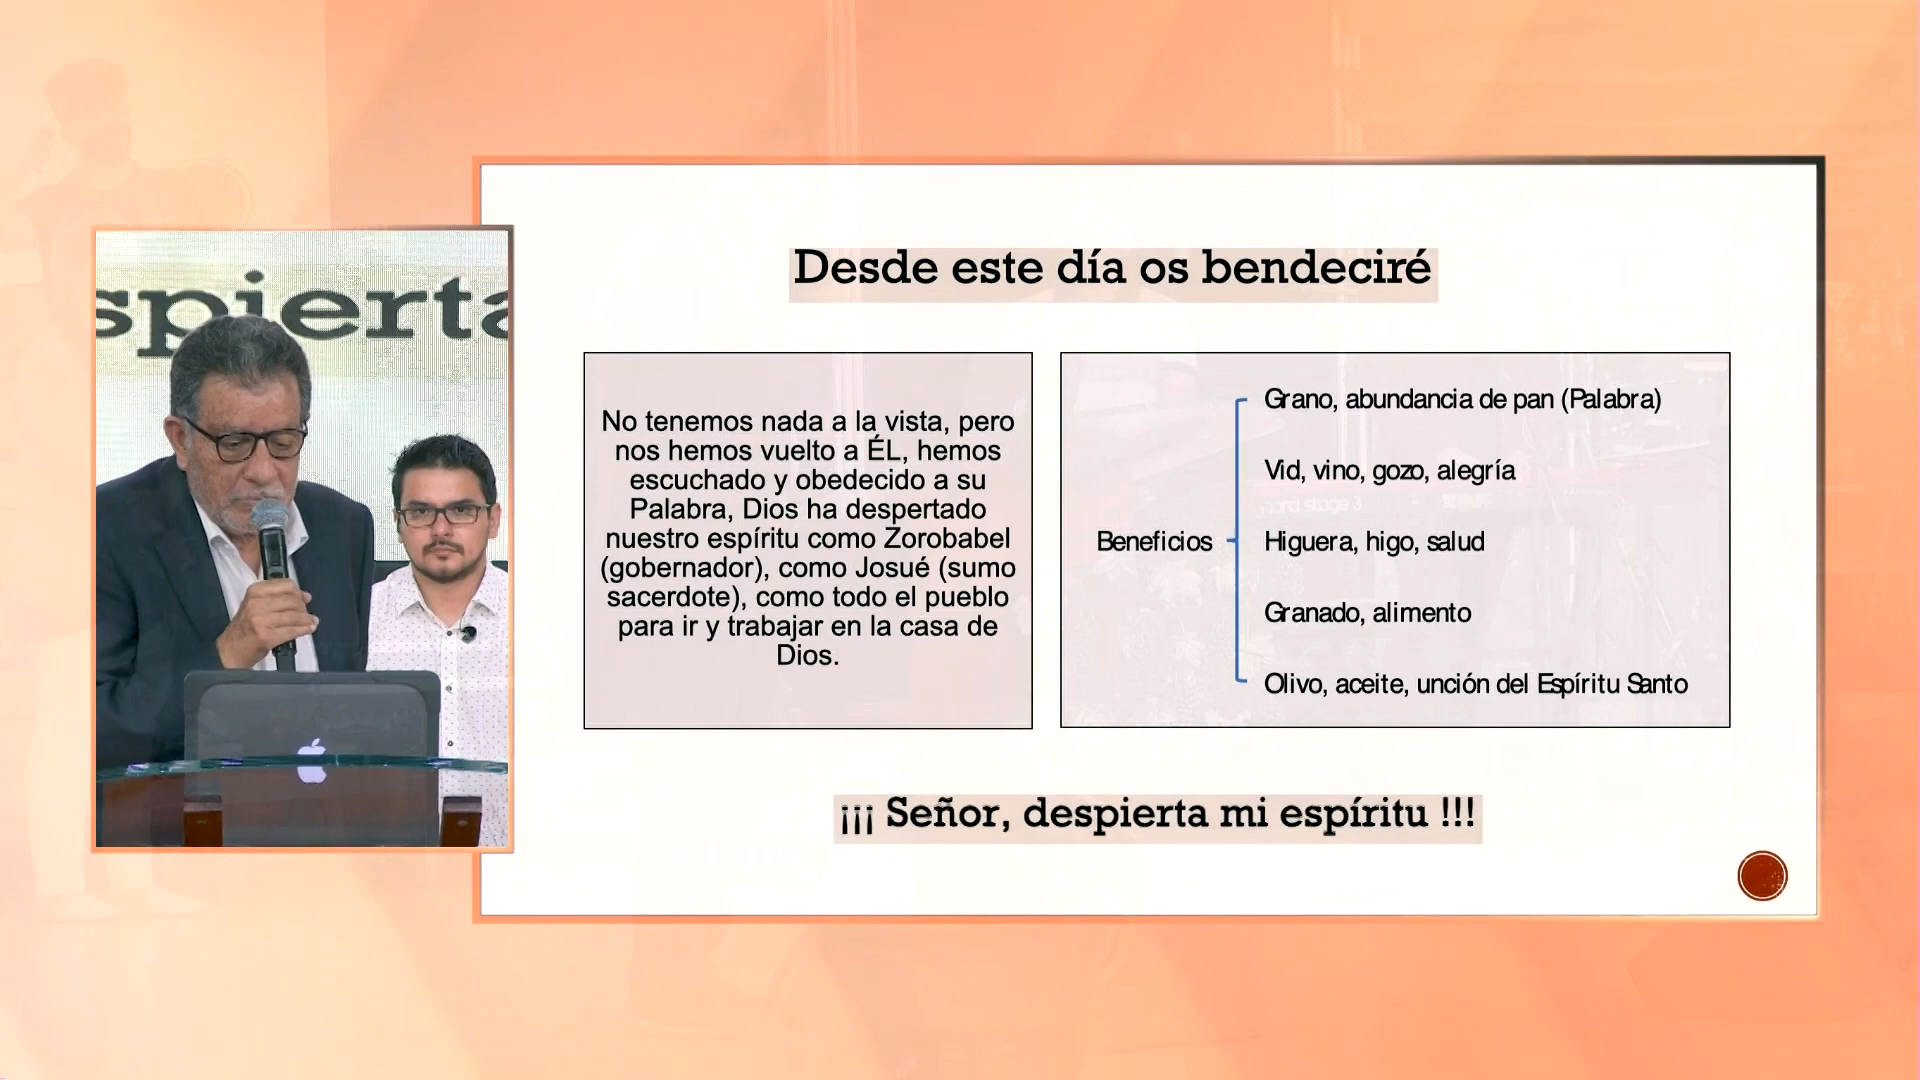 spierta
Desde este día os bendeciré
No tenemos nada a la vista, pero
nos hemos vuelto a ÉL, hemos
escuchado y obedecido a su
Palabra, Dios ha despertado
nuestro espíritu como Zorobabel
(gobernador), como Josué (sumo
sacerdote), como todo el pueblo
para ir y trabajar en la casa de
Dios.
Beneficios
Grano, abundancia de pan (Palabra)
Vid, vino, gozo, alegría
Higuera, higo, salud
Granado, alimento
Olivo, aceite, unción del Espíritu Santo
¡¡¡ Señor, despierta mi espíritu !!!
nord stage 3